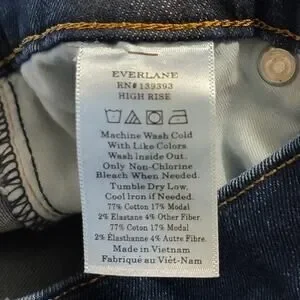 EVERLANE
RN# 139393
HIGH RISE
Machine Wash Cold
With Like Colors.
Wash Inside Out.
Only Non-Chlorine
Bleach When Needed.
Tumble Dry Low,
Cool Iron if Needed.
77% Cotton 17% Modal
2% Elastane 4% Other Fiber.
77% Coton 17% Modal
2% Élasthanne 4% Autre Fibre.
Made in Vietnam
Fabriqué au Viêt-Nam